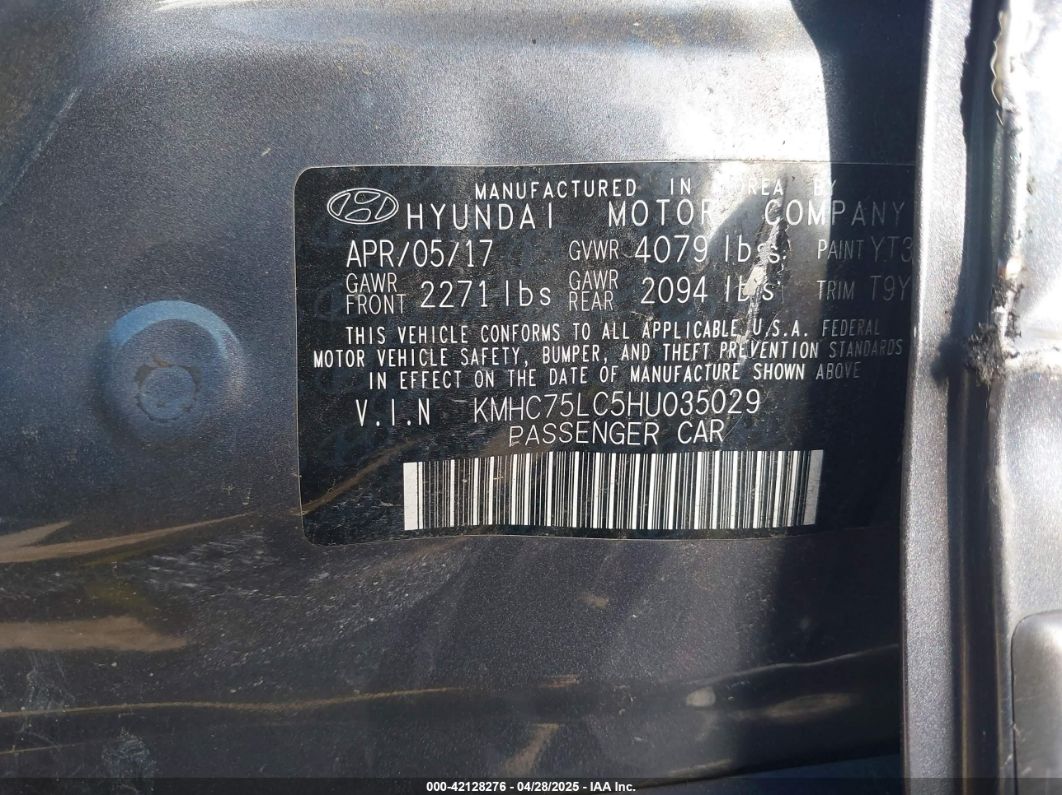 MANUFACTURED IN KOREA BY
HYUNDAI MOTOR COMPANY
APR/05/17 GVWR 4079 lbs. PAINT YT3
GAWR FRONT 2271 lbs GAWR REAR 2094 lbs TRIM T9Y
THIS VEHICLE CONFORMS TO ALL APPLICABLE U.S.A. FEDERAL
MOTOR VEHICLE SAFETY, BUMPER, AND THEFT PREVENTION STANDARDS
IN EFFECT ON THE DATE OF MANUFACTURE SHOWN ABOVE
V.I.N KMHC75LC5HU035029
PASSENGER CAR
000-42128276 - 04/28/2025 - IAA Inc.